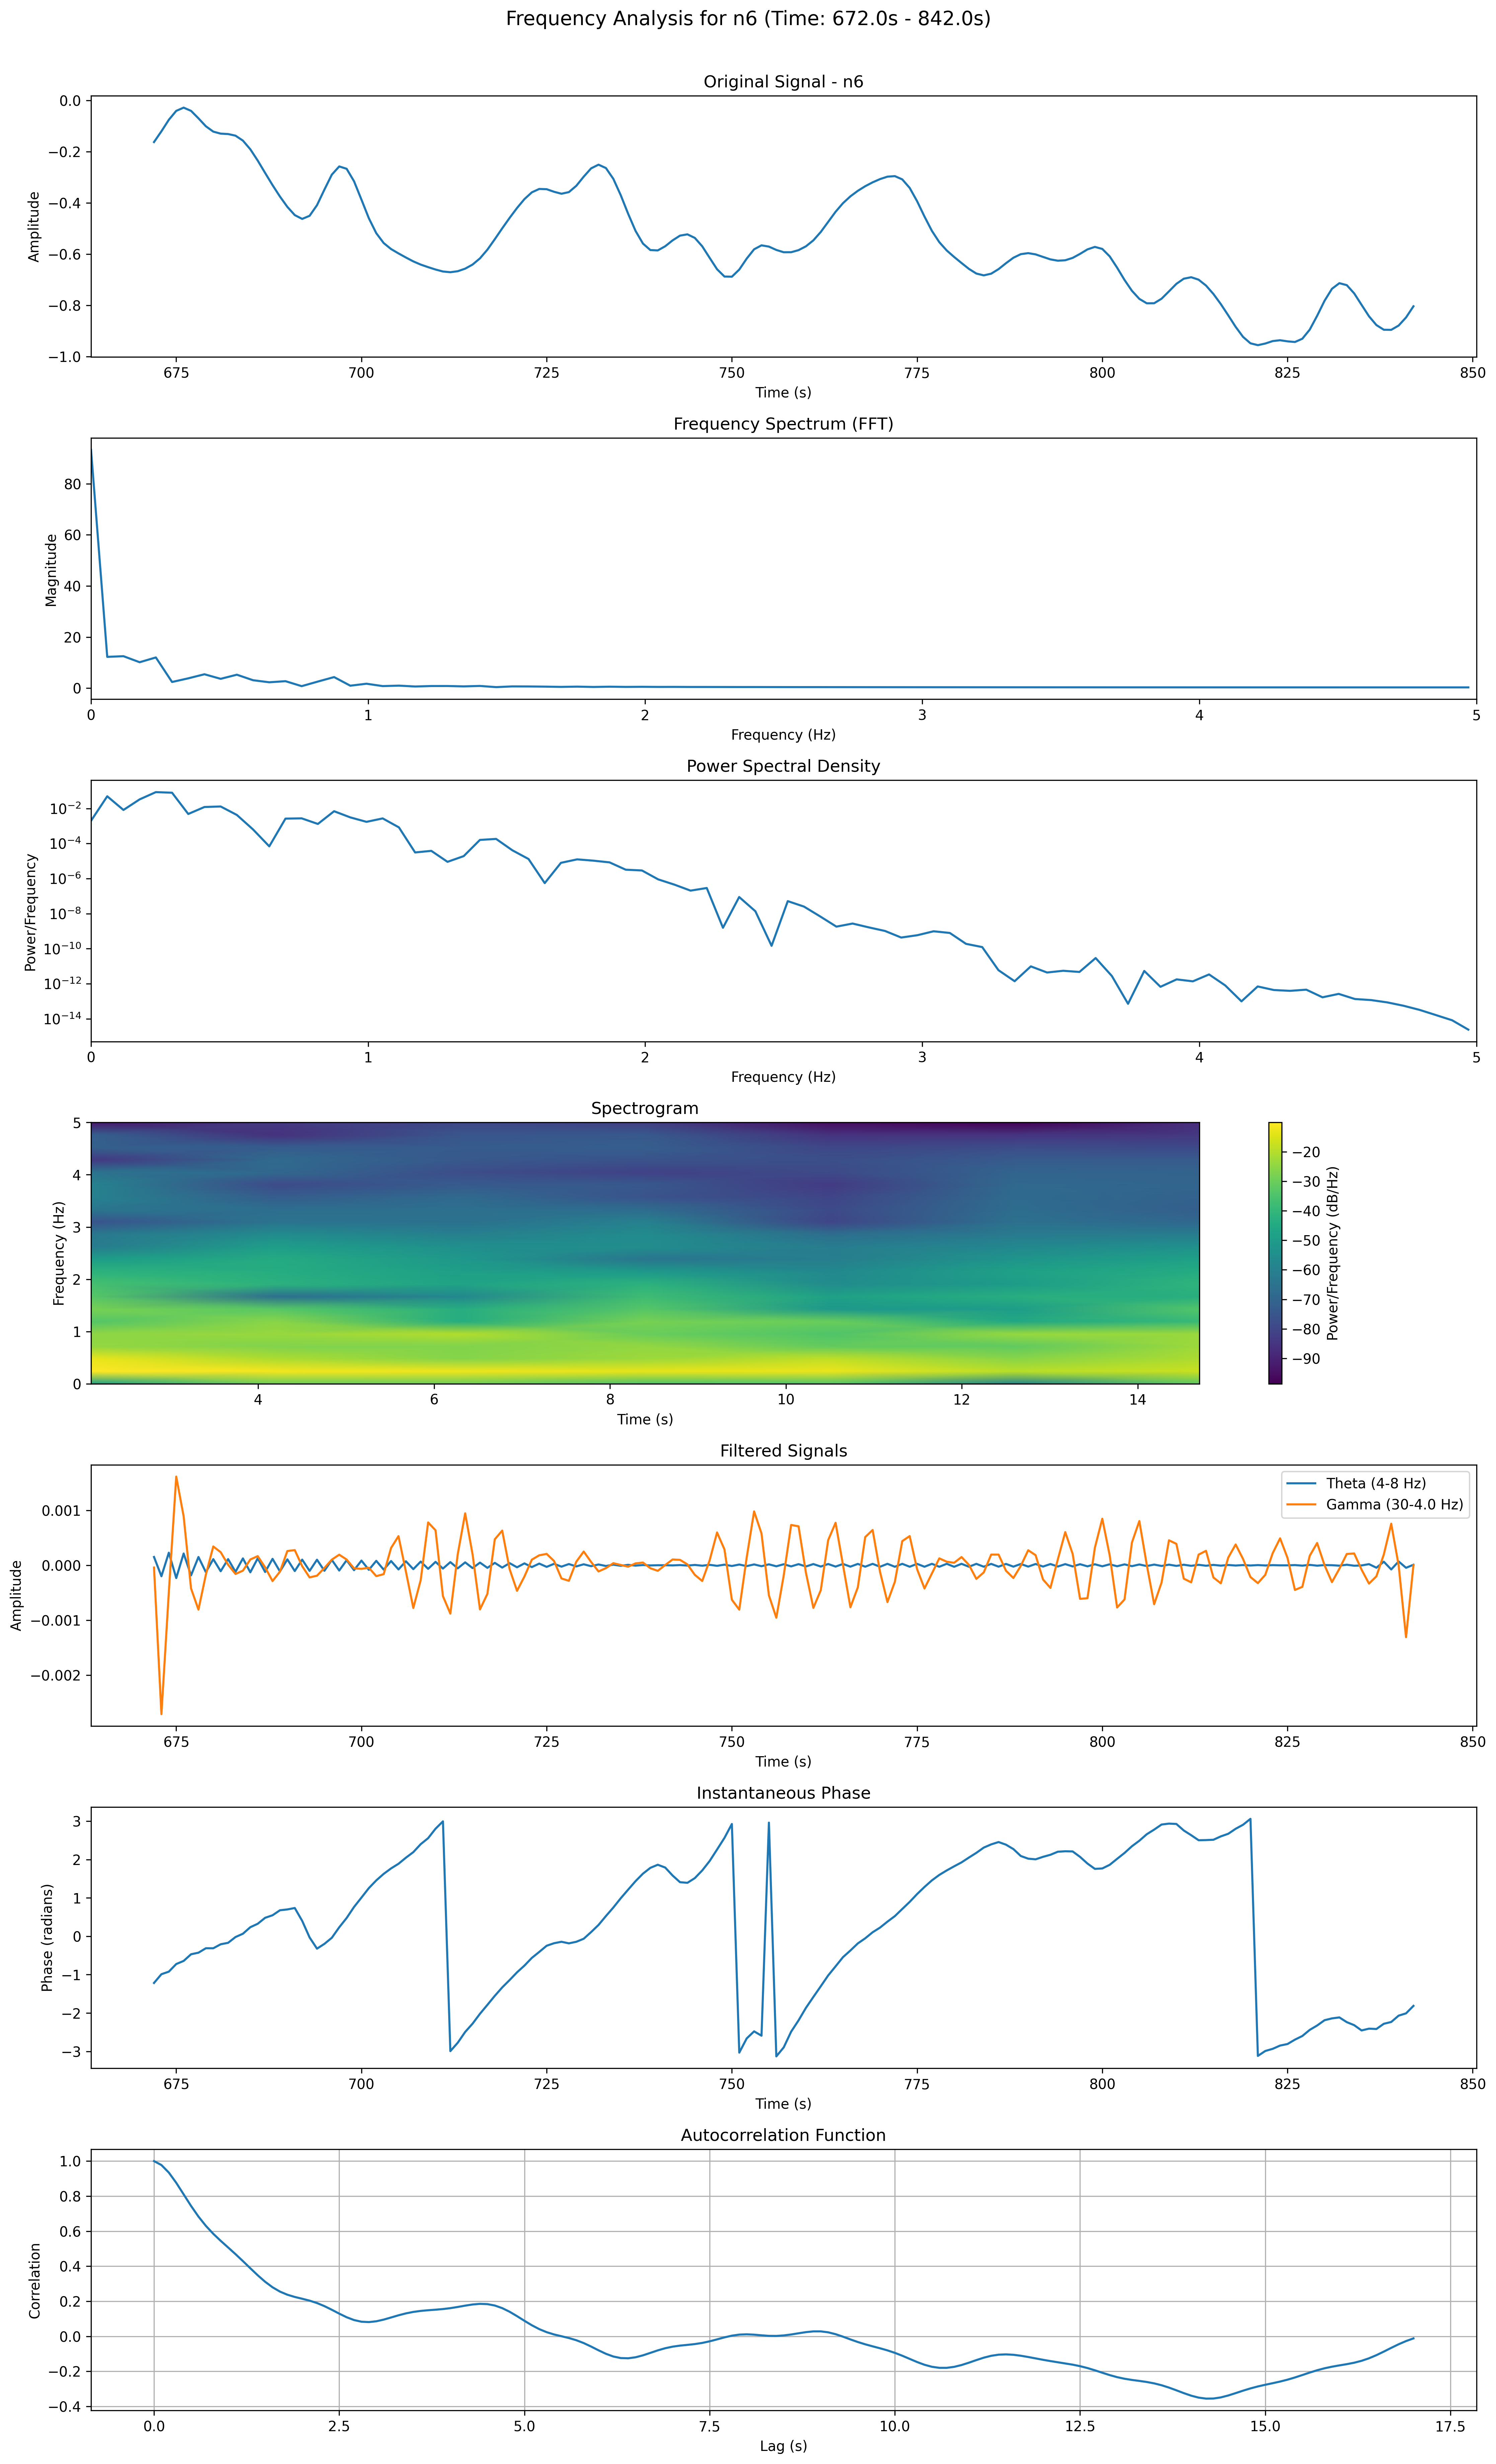 Frequency Analysis for n6 (Time: 672.0s - 842.0s)
Original Signal - n6
Amplitude
0.0
−0.2
−0.4
−0.6
−0.8
−1.0
675 700 725 750 775 800 825 850
Time (s)
Frequency Spectrum (FFT)
Magnitude
80
60
40
20
0
0 1 2 3 4 5
Frequency (Hz)
Power Spectral Density
Power/Frequency
10⁻²
10⁻⁴
10⁻⁶
10⁻⁸
10⁻¹⁰
10⁻¹²
10⁻¹⁴
0 1 2 3 4 5
Frequency (Hz)
Spectrogram
Frequency (Hz)
5
4
3
2
1
0
4 6 8 10 12 14
Time (s)
−20
−30
−40
−50
−60
−70
−80
−90
Power/Frequency (dB/Hz)
Filtered Signals
Amplitude
0.001
0.000
−0.001
−0.002
Theta (4-8 Hz)
Gamma (30-4.0 Hz)
675 700 725 750 775 800 825 850
Time (s)
Instantaneous Phase
Phase (radians)
3
2
1
0
−1
−2
−3
675 700 725 750 775 800 825 850
Time (s)
Autocorrelation Function
Correlation
1.0
0.8
0.6
0.4
0.2
0.0
−0.2
−0.4
0.0 2.5 5.0 7.5 10.0 12.5 15.0 17.5
Lag (s)